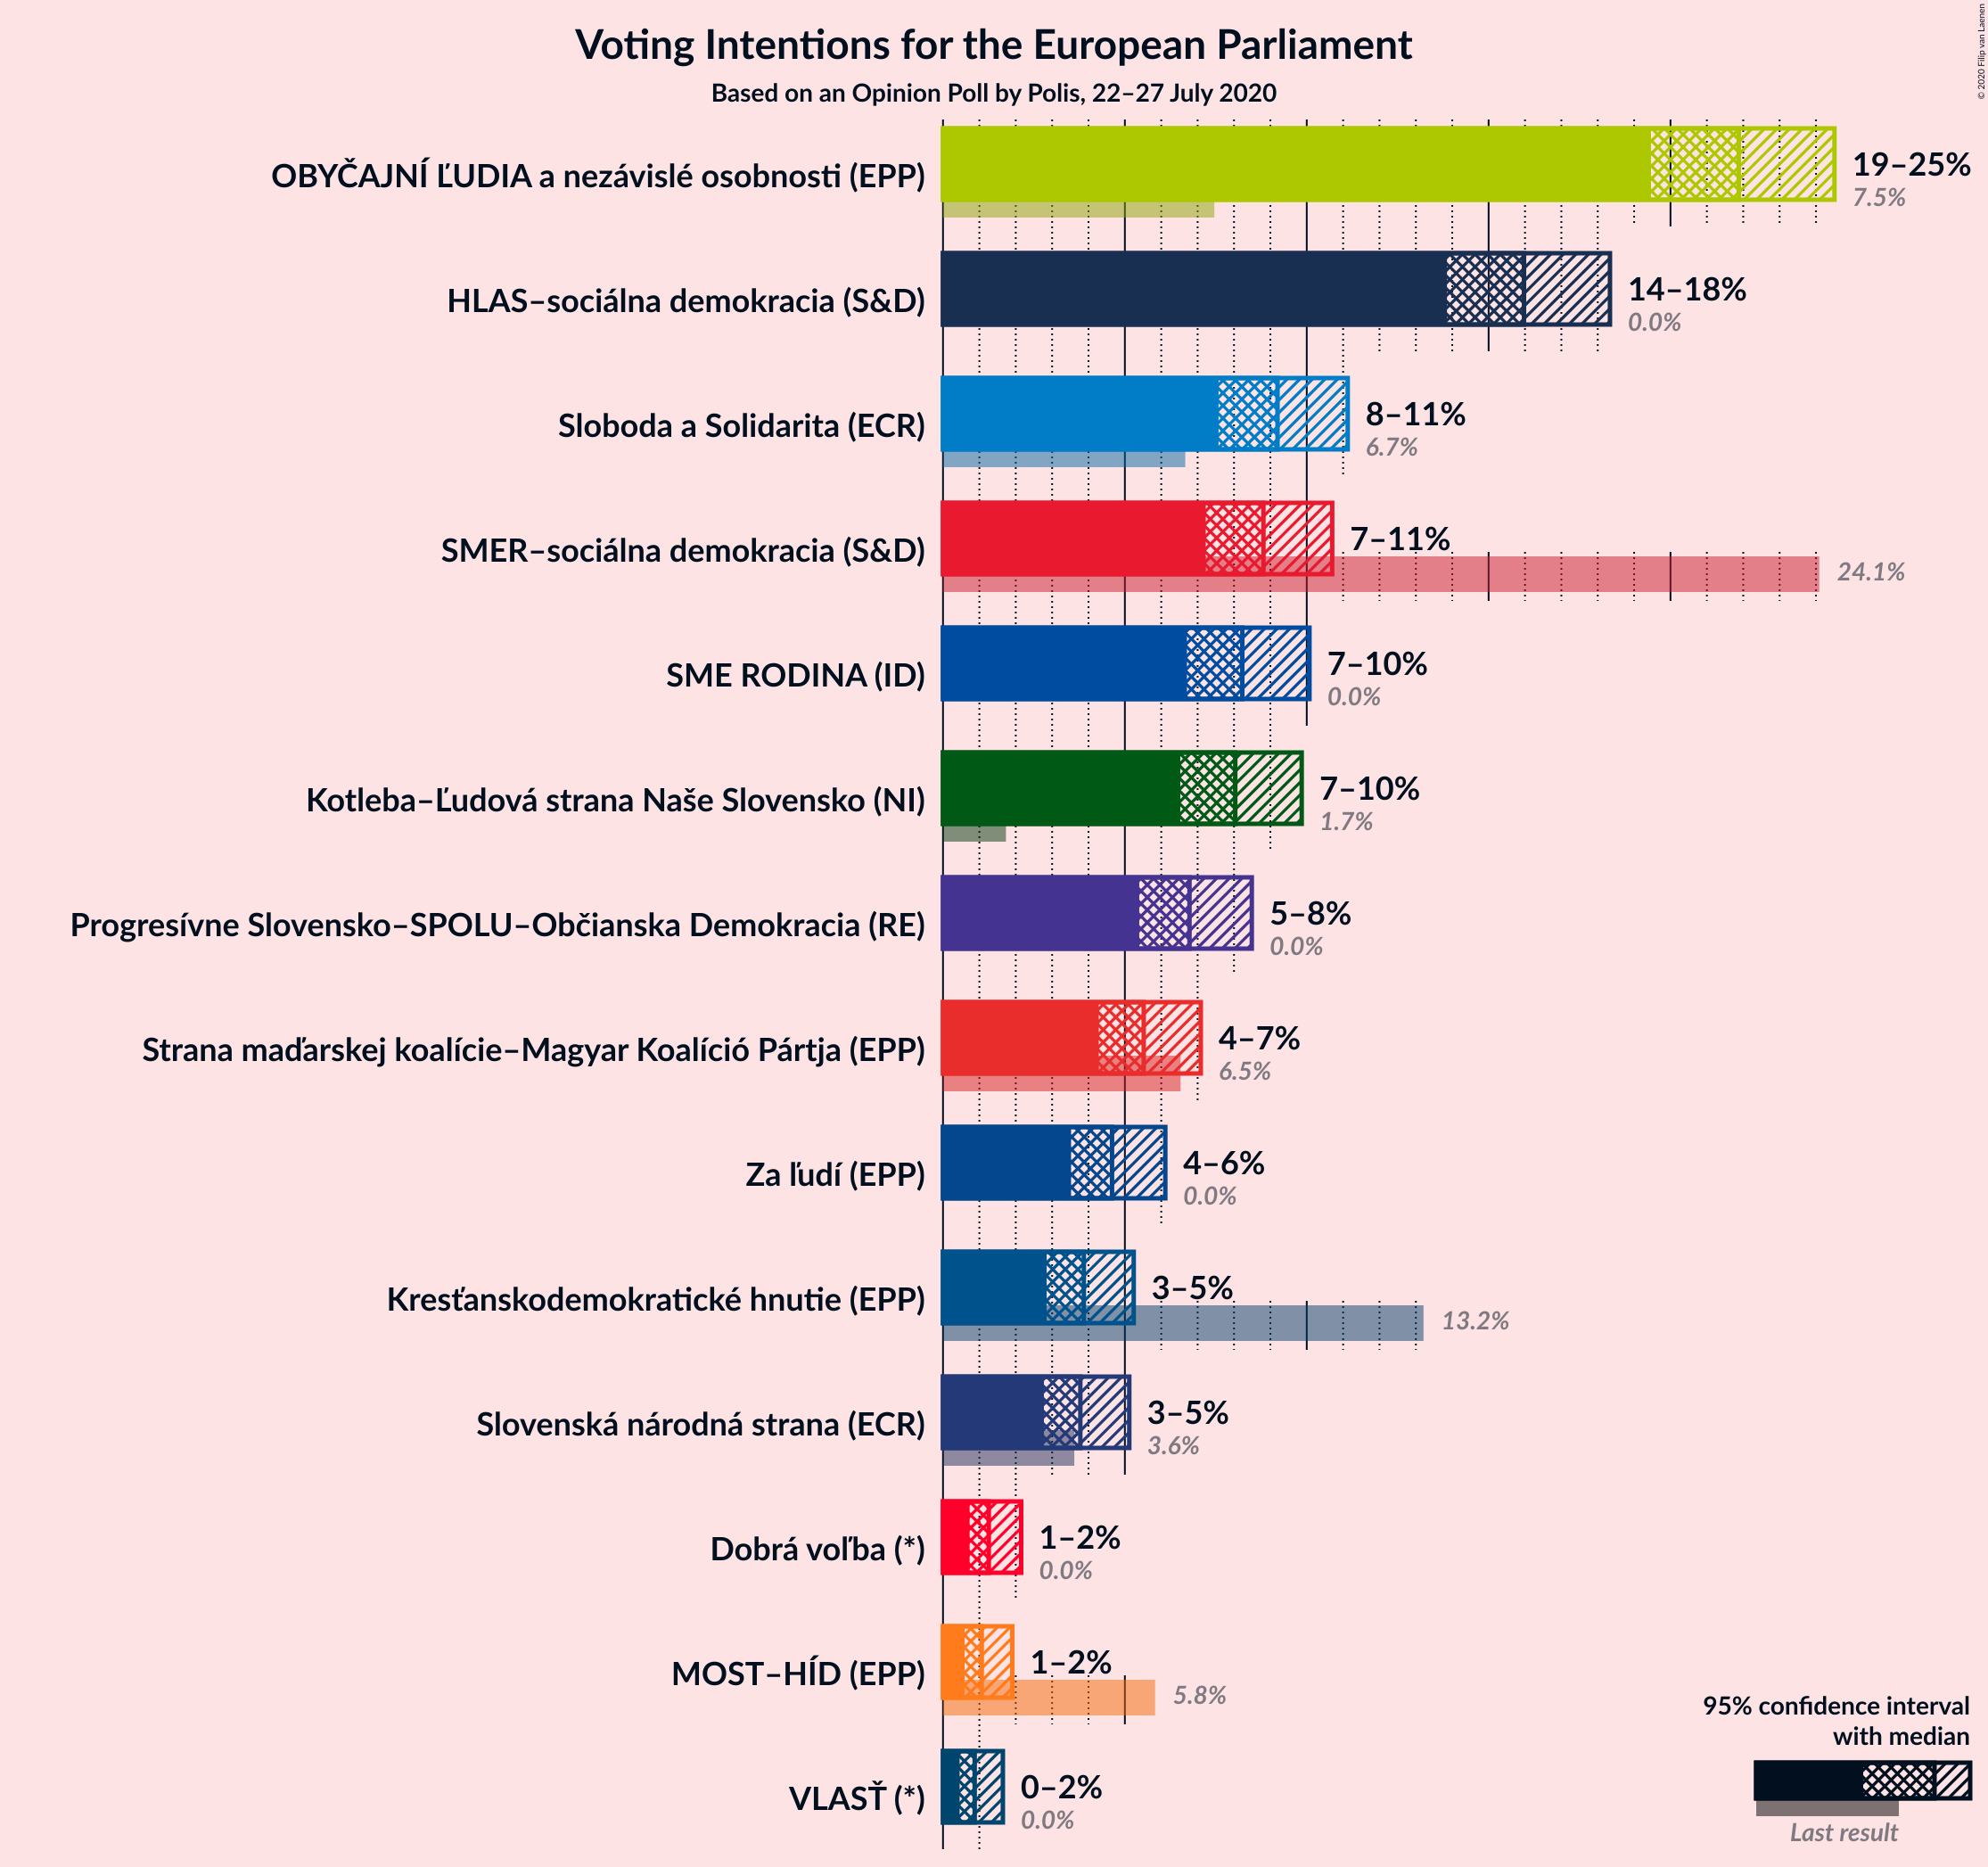 Voting Intentions for the European Parliament
Based on an Opinion Poll by Polis, 22–27 July 2020
© 2020 Filip van Laenen
OBYČAJNÍ ĽUDIA a nezávislé osobnosti (EPP)
19–25%
7.5%
HLAS–sociálna demokracia (S&D)
14–18%
0.0%
Sloboda a Solidarita (ECR)
8–11%
6.7%
SMER–sociálna demokracia (S&D)
7–11%
24.1%
SME RODINA (ID)
7–10%
0.0%
Kotleba–Ľudová strana Naše Slovensko (NI)
7–10%
1.7%
Progresívne Slovensko–SPOLU–Občianska Demokracia (RE)
5–8%
0.0%
Strana maďarskej koalície–Magyar Koalíció Pártja (EPP)
4–7%
6.5%
Za ľudí (EPP)
4–6%
0.0%
Kresťanskodemokratické hnutie (EPP)
3–5%
13.2%
Slovenská národná strana (ECR)
3–5%
3.6%
Dobrá voľba (*)
1–2%
0.0%
MOST–HÍD (EPP)
1–2%
5.8%
VLASŤ (*)
0–2%
0.0%
95% confidence interval
with median
Last result